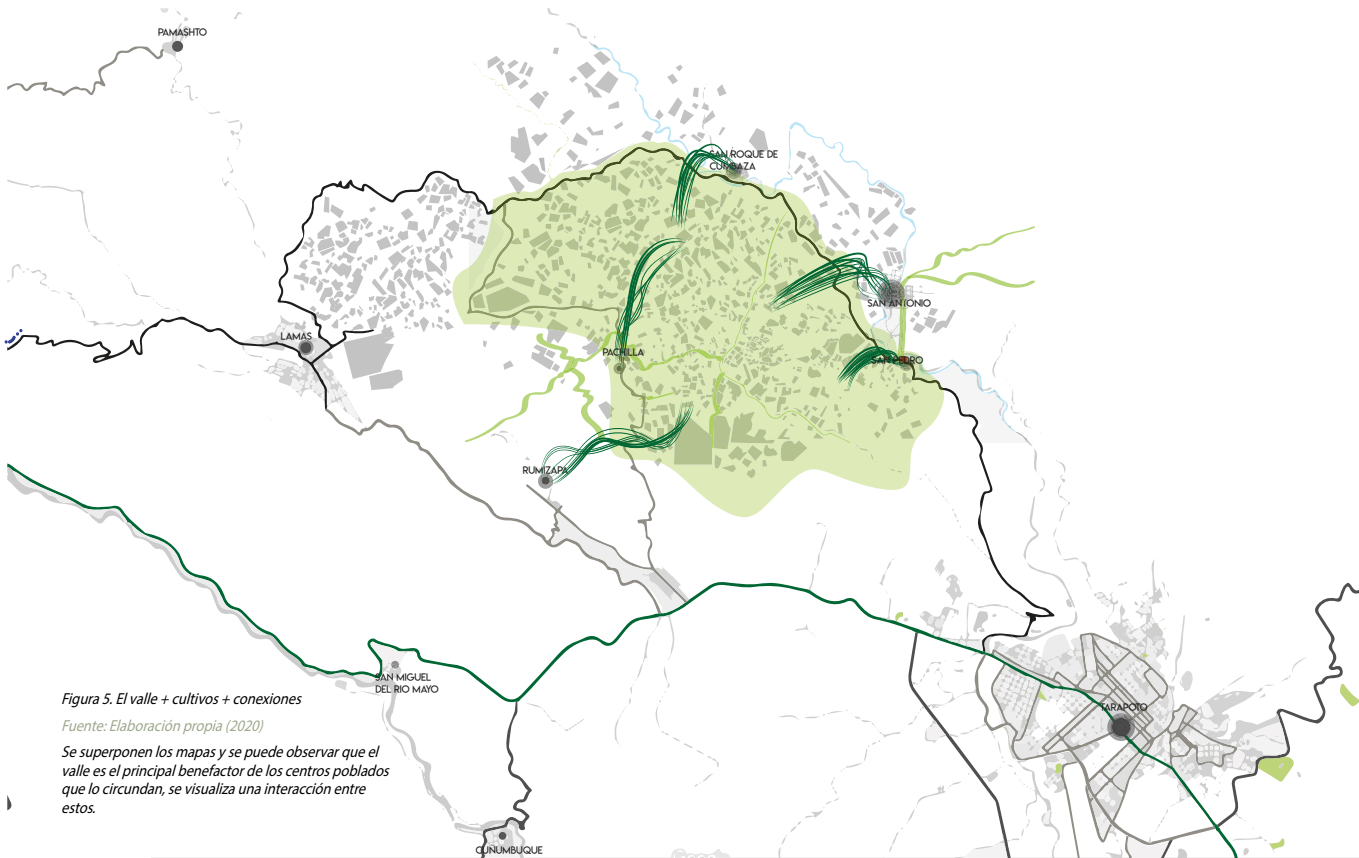 PAMASHTO
SAN ROQUE DE
CUMBAZA
SAN ANTONIO
LAMAS
PACHILLA
SAN PEDRO
RUMIZAPA
SAN MIGUEL
DEL RIO MAYO
TARAPOTO
CUÑUMBUQUE
Figura 5. El valle + cultivos + conexiones
Fuente: Elaboración propia (2020)
Se superponen los mapas y se puede observar que el
valle es el principal benefactor de los centros poblados
que lo circundan, se visualiza una interacción entre
estos.